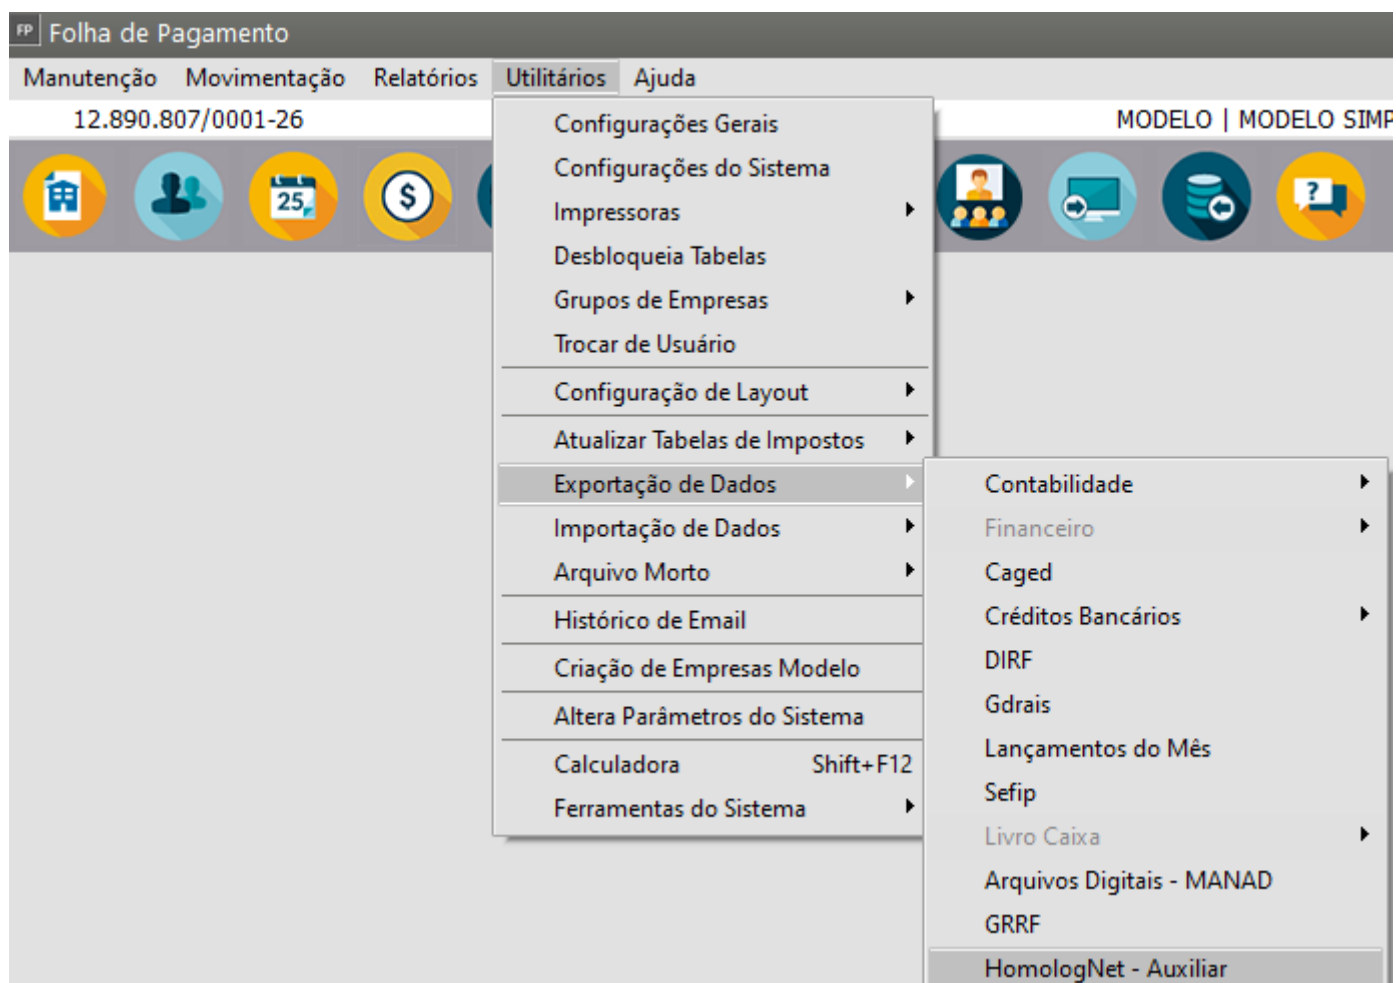 FP Folha de Pagamento
Manutenção Movimentação Relatórios Utilitários Ajuda
12.890.807/0001-26 MODELO | MODELO SIMP
25
$
?
Configurações Gerais
Configurações do Sistema
Impressoras
Desbloqueia Tabelas
Grupos de Empresas
Trocar de Usuário
Configuração de Layout
Atualizar Tabelas de Impostos
Exportação de Dados
Importação de Dados
Arquivo Morto
Histórico de Email
Criação de Empresas Modelo
Altera Parâmetros do Sistema
Calculadora Shift+F12
Ferramentas do Sistema
Contabilidade
Financeiro
Caged
Créditos Bancários
DIRF
Gdrais
Lançamentos do Mês
Sefip
Livro Caixa
Arquivos Digitais - MANAD
GRRF
HomologNet - Auxiliar